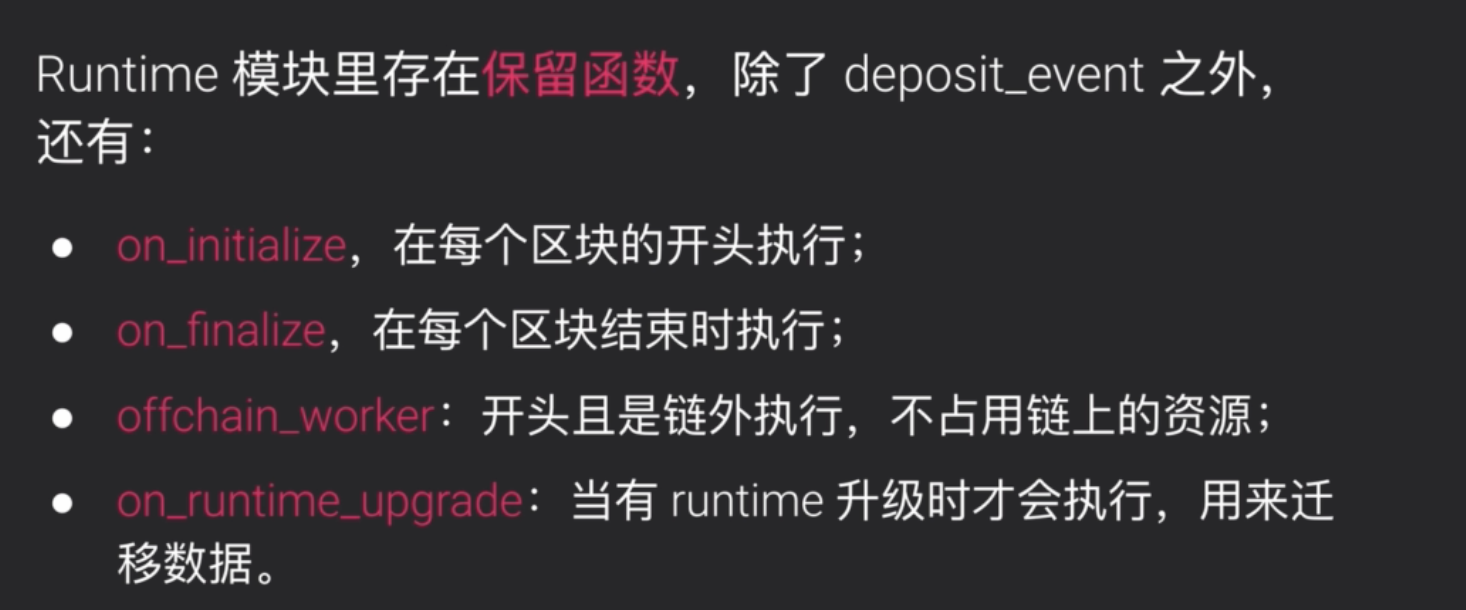 Runtime 模块里存在保留函数，除了 deposit_event 之外，
还有：
● on_initialize，在每个区块的开头执行；
● on_finalize，在每个区块结束时执行；
● offchain_worker：开头且是链外执行，不占用链上的资源；
● on_runtime_upgrade：当有 runtime 升级时才会执行，用来迁
移数据。